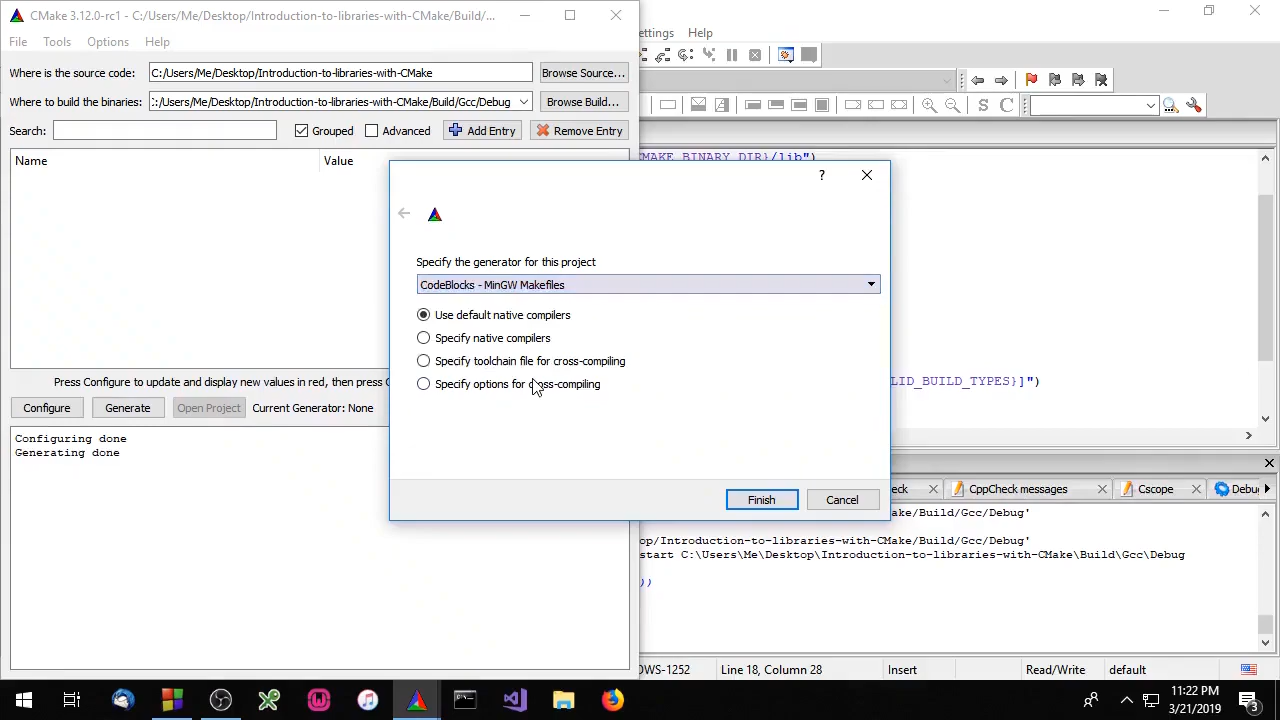 CMake 3.12.0-rc1 - C:/Users/Me/Desktop/Introduction-to-libraries-with-CMake/Build/...
File Tools Options Help
ettings Help
Where is the source code: C:/Users/Me/Desktop/Introduction-to-libraries-with-CMake Browse Source...
Where to build the binaries: :/Users/Me/Desktop/Introduction-to-libraries-with-CMake/Build/Gcc/Debug Browse Build...
Search: Grouped Advanced Add Entry Remove Entry
S C
Name Value
MAKE_BINARY_DIR}/lib")
?
Specify the generator for this project
CodeBlocks - MinGW Makefiles
Use default native compilers
Specify native compilers
Specify toolchain file for cross-compiling
Specify options for cross-compiling
Finish Cancel
Press Configure to update and display new values in red, then press
LID_BUILD_TYPES}]")
Configure Generate Open Project Current Generator: None
Configuring done
Generating done
eck CppCheck messages Cscope Debu
ake/Build/Gcc/Debug'
op/Introduction-to-libraries-with-CMake/Build/Gcc/Debug'
start C:\Users\Me\Desktop\Introduction-to-libraries-with-CMake\Build\Gcc\Debug
))
OWS-1252 Line 18, Column 28 Insert Read/Write default
11:22 PM
3/21/2019
3